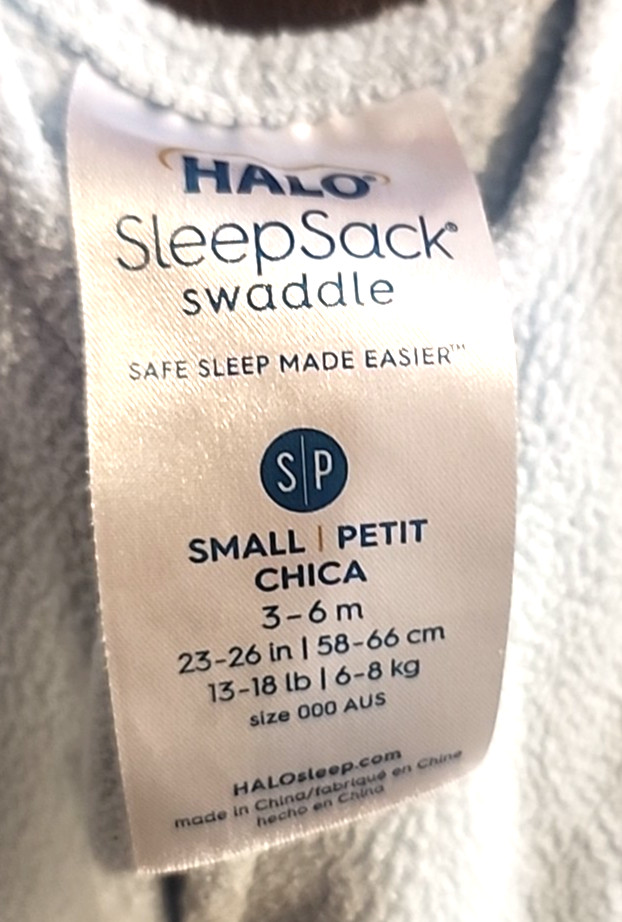 HALO®
SleepSack®
swaddle
SAFE SLEEP MADE EASIER™
S|P
SMALL | PETIT
CHICA
3-6 m
23-26 in | 58-66 cm
13-18 lb | 6-8 kg
size 000 AUS
HALOsleep.com
made in China/fabriqué en Chine
hecho en China